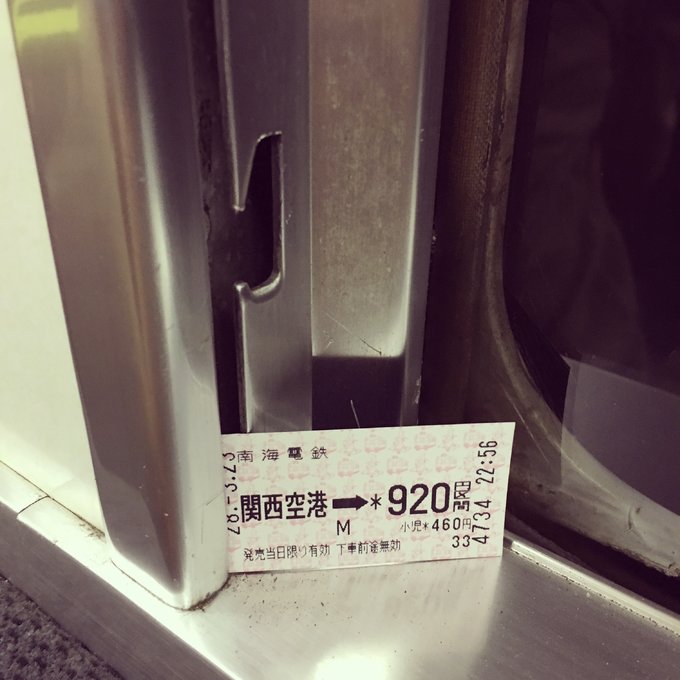 南海電鉄
28.-3.23
関西空港➡*920円区間
M 小児*460円
発売当日限り有効 下車前途無効
33
4734 22:56